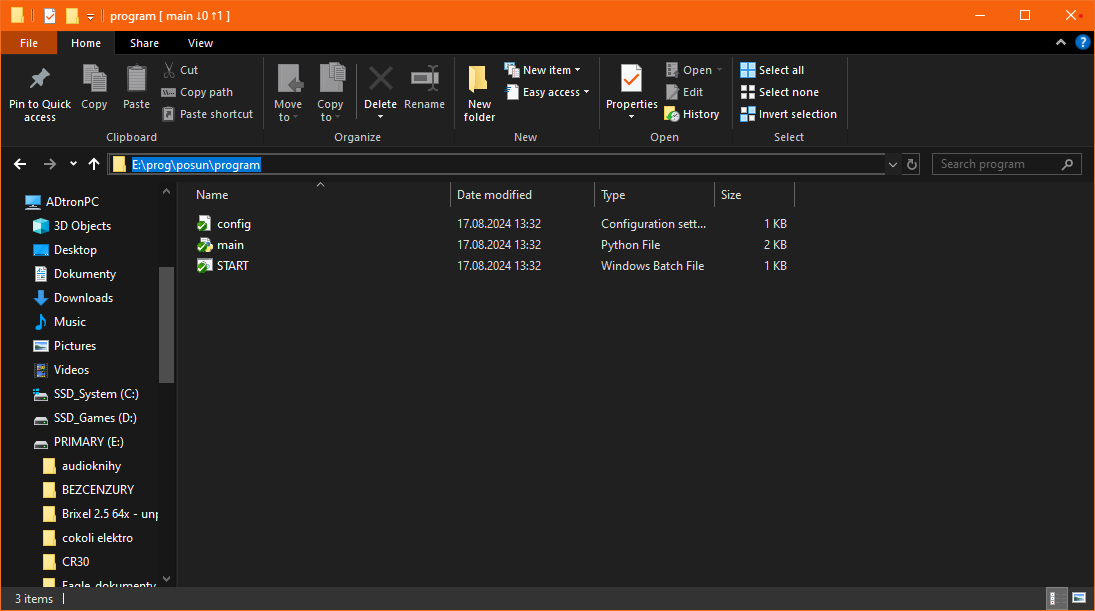 program [ main ↓0 ↑1 ]
File Home Share View
Pin to Quick access
Copy
Paste
Cut
Copy path
Paste shortcut
Clipboard
Move to
Copy to
Delete
Rename
Organize
New folder
New item
Easy access
New
Properties
Open
Edit
History
Open
Select all
Select none
Invert selection
Select
E:\prog\posun\program
Search program
ADtronPC
3D Objects
Desktop
Dokumenty
Downloads
Music
Pictures
Videos
SSD_System (C:)
SSD_Games (D:)
PRIMARY (E:)
audioknihy
BEZCENZURY
Brixel 2.5 64x - unp
cokoli elektro
CR30
Eagle_dokumenty
Name Date modified Type Size
config 17.08.2024 13:32 Configuration sett... 1 KB
main 17.08.2024 13:32 Python File 2 KB
START 17.08.2024 13:32 Windows Batch File 1 KB
3 items